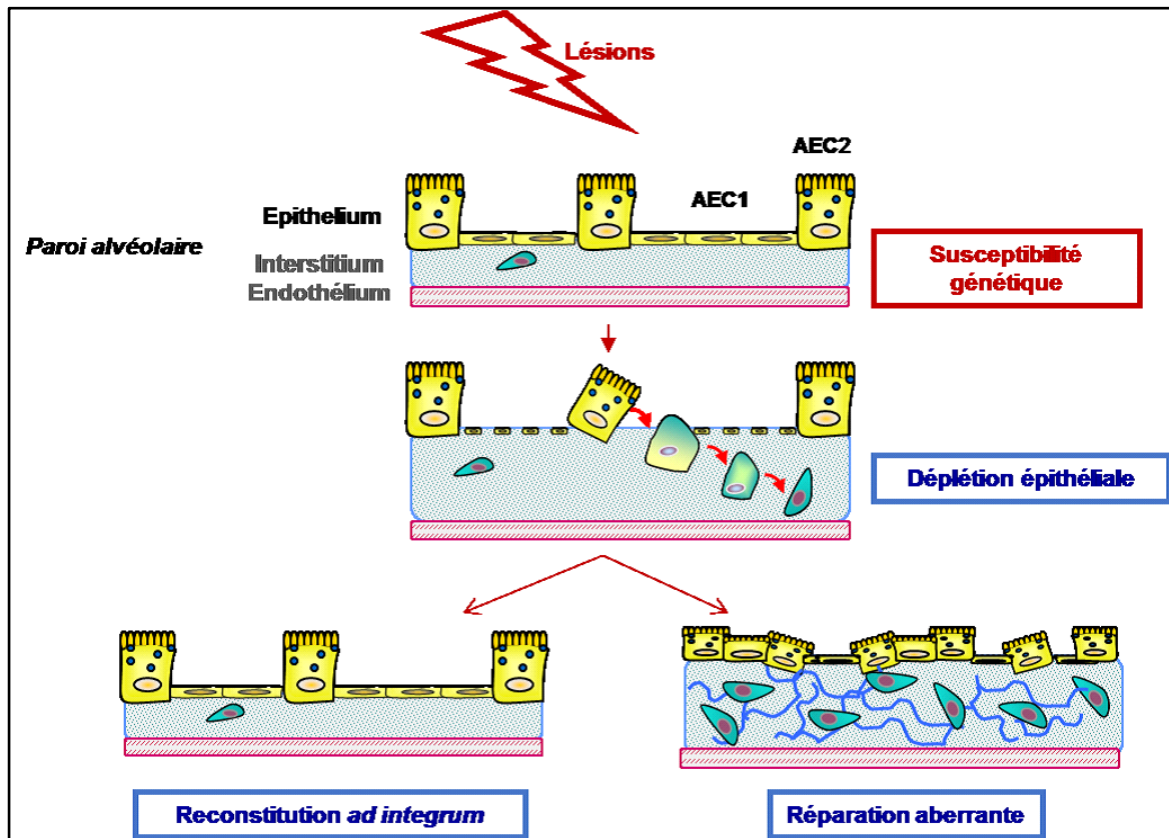 Lésions
AEC2
AEC1
Epithelium
Paroi alvéolaire
Interstitium
Endothélium
Susceptibilité
génétique
Déplétion épithéliale
Reconstitution ad integrum
Réparation aberrante